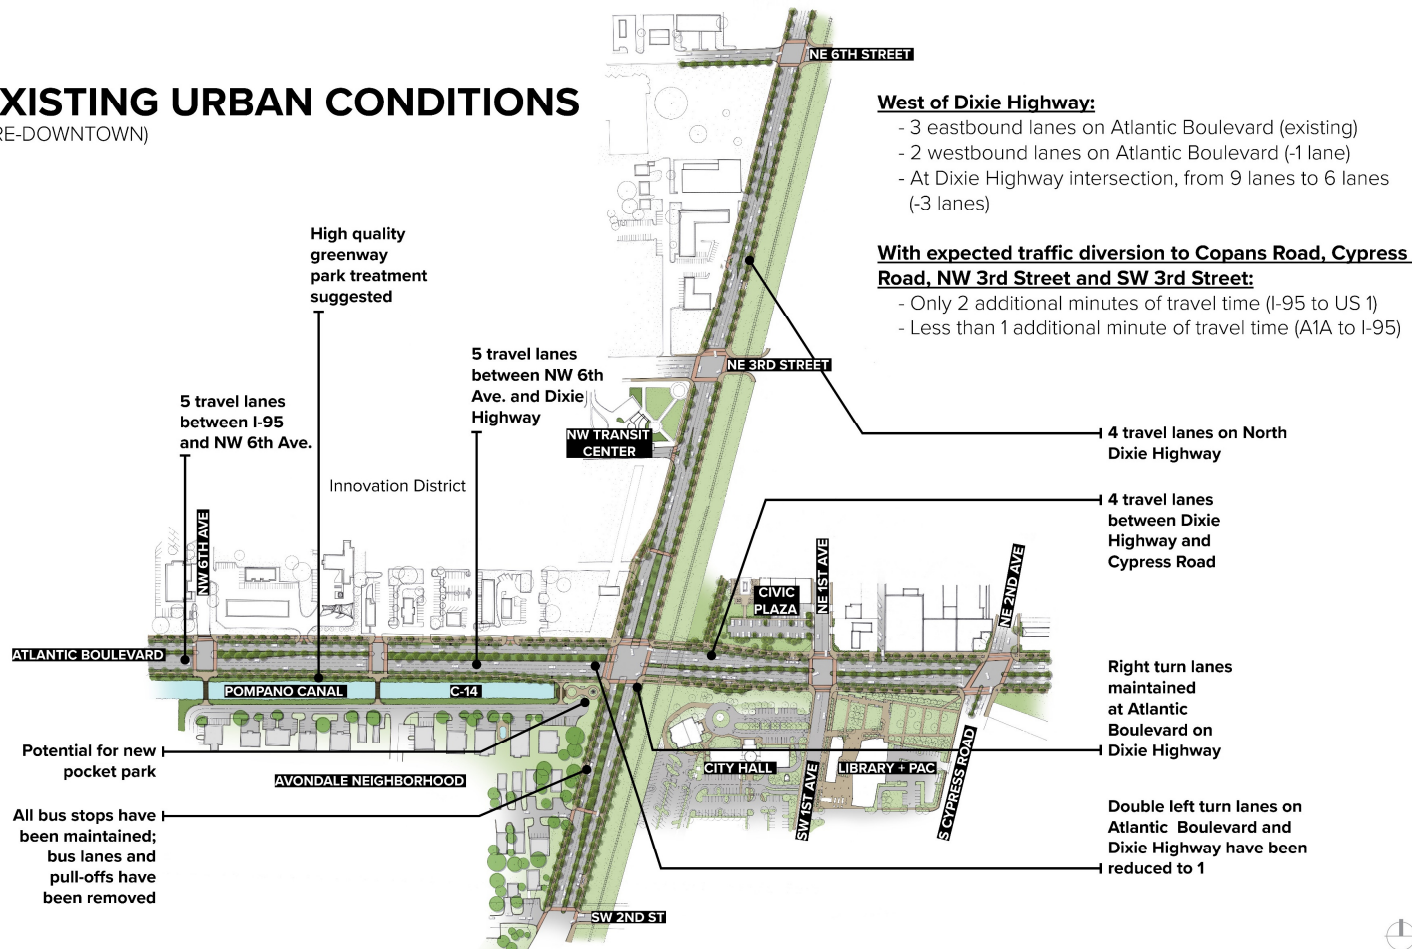 XISTING URBAN CONDITIONS
RE-DOWNTOWN)
NE 6TH STREET
West of Dixie Highway:
- 3 eastbound lanes on Atlantic Boulevard (existing)
- 2 westbound lanes on Atlantic Boulevard (-1 lane)
- At Dixie Highway intersection, from 9 lanes to 6 lanes
(-3 lanes)
With expected traffic diversion to Copans Road, Cypress
Road, NW 3rd Street and SW 3rd Street:
- Only 2 additional minutes of travel time (I-95 to US 1)
- Less than 1 additional minute of travel time (A1A to I-95)
High quality
greenway
park treatment
suggested
5 travel lanes
between NW 6th
Ave. and Dixie
Highway
NE 3RD STREET
5 travel lanes
between I-95
and NW 6th Ave.
NW TRANSIT
CENTER
4 travel lanes on North
Dixie Highway
Innovation District
4 travel lanes
between Dixie
Highway and
Cypress Road
NW 6TH AVE
NE 1ST AVE
NE 2ND AVE
CIVIC
PLAZA
ATLANTIC BOULEVARD
POMPANO CANAL
C-14
Right turn lanes
maintained
at Atlantic
Boulevard on
Dixie Highway
Potential for new
pocket park
AVONDALE NEIGHBORHOOD
CITY HALL
LIBRARY + PAC
SW 1ST AVE
S CYPRESS ROAD
All bus stops have
been maintained;
bus lanes and
pull-offs have
been removed
Double left turn lanes on
Atlantic Boulevard and
Dixie Highway have been
reduced to 1
SW 2ND ST